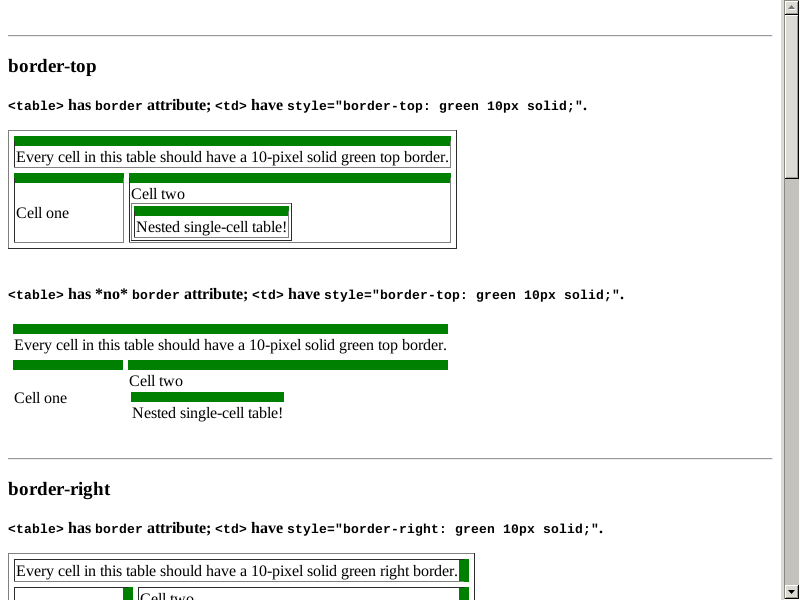 border-top
<table> has border attribute; <td> have style="border-top: green 10px solid;".
Every cell in this table should have a 10-pixel solid green top border.
Cell two
Cell one
Nested single-cell table!
<table> has *no* border attribute; <td> have style="border-top: green 10px solid;".
Every cell in this table should have a 10-pixel solid green top border.
Cell two
Cell one
Nested single-cell table!
border-right
<table> has border attribute; <td> have style="border-right: green 10px solid;".
Every cell in this table should have a 10-pixel solid green right border.
Cell two